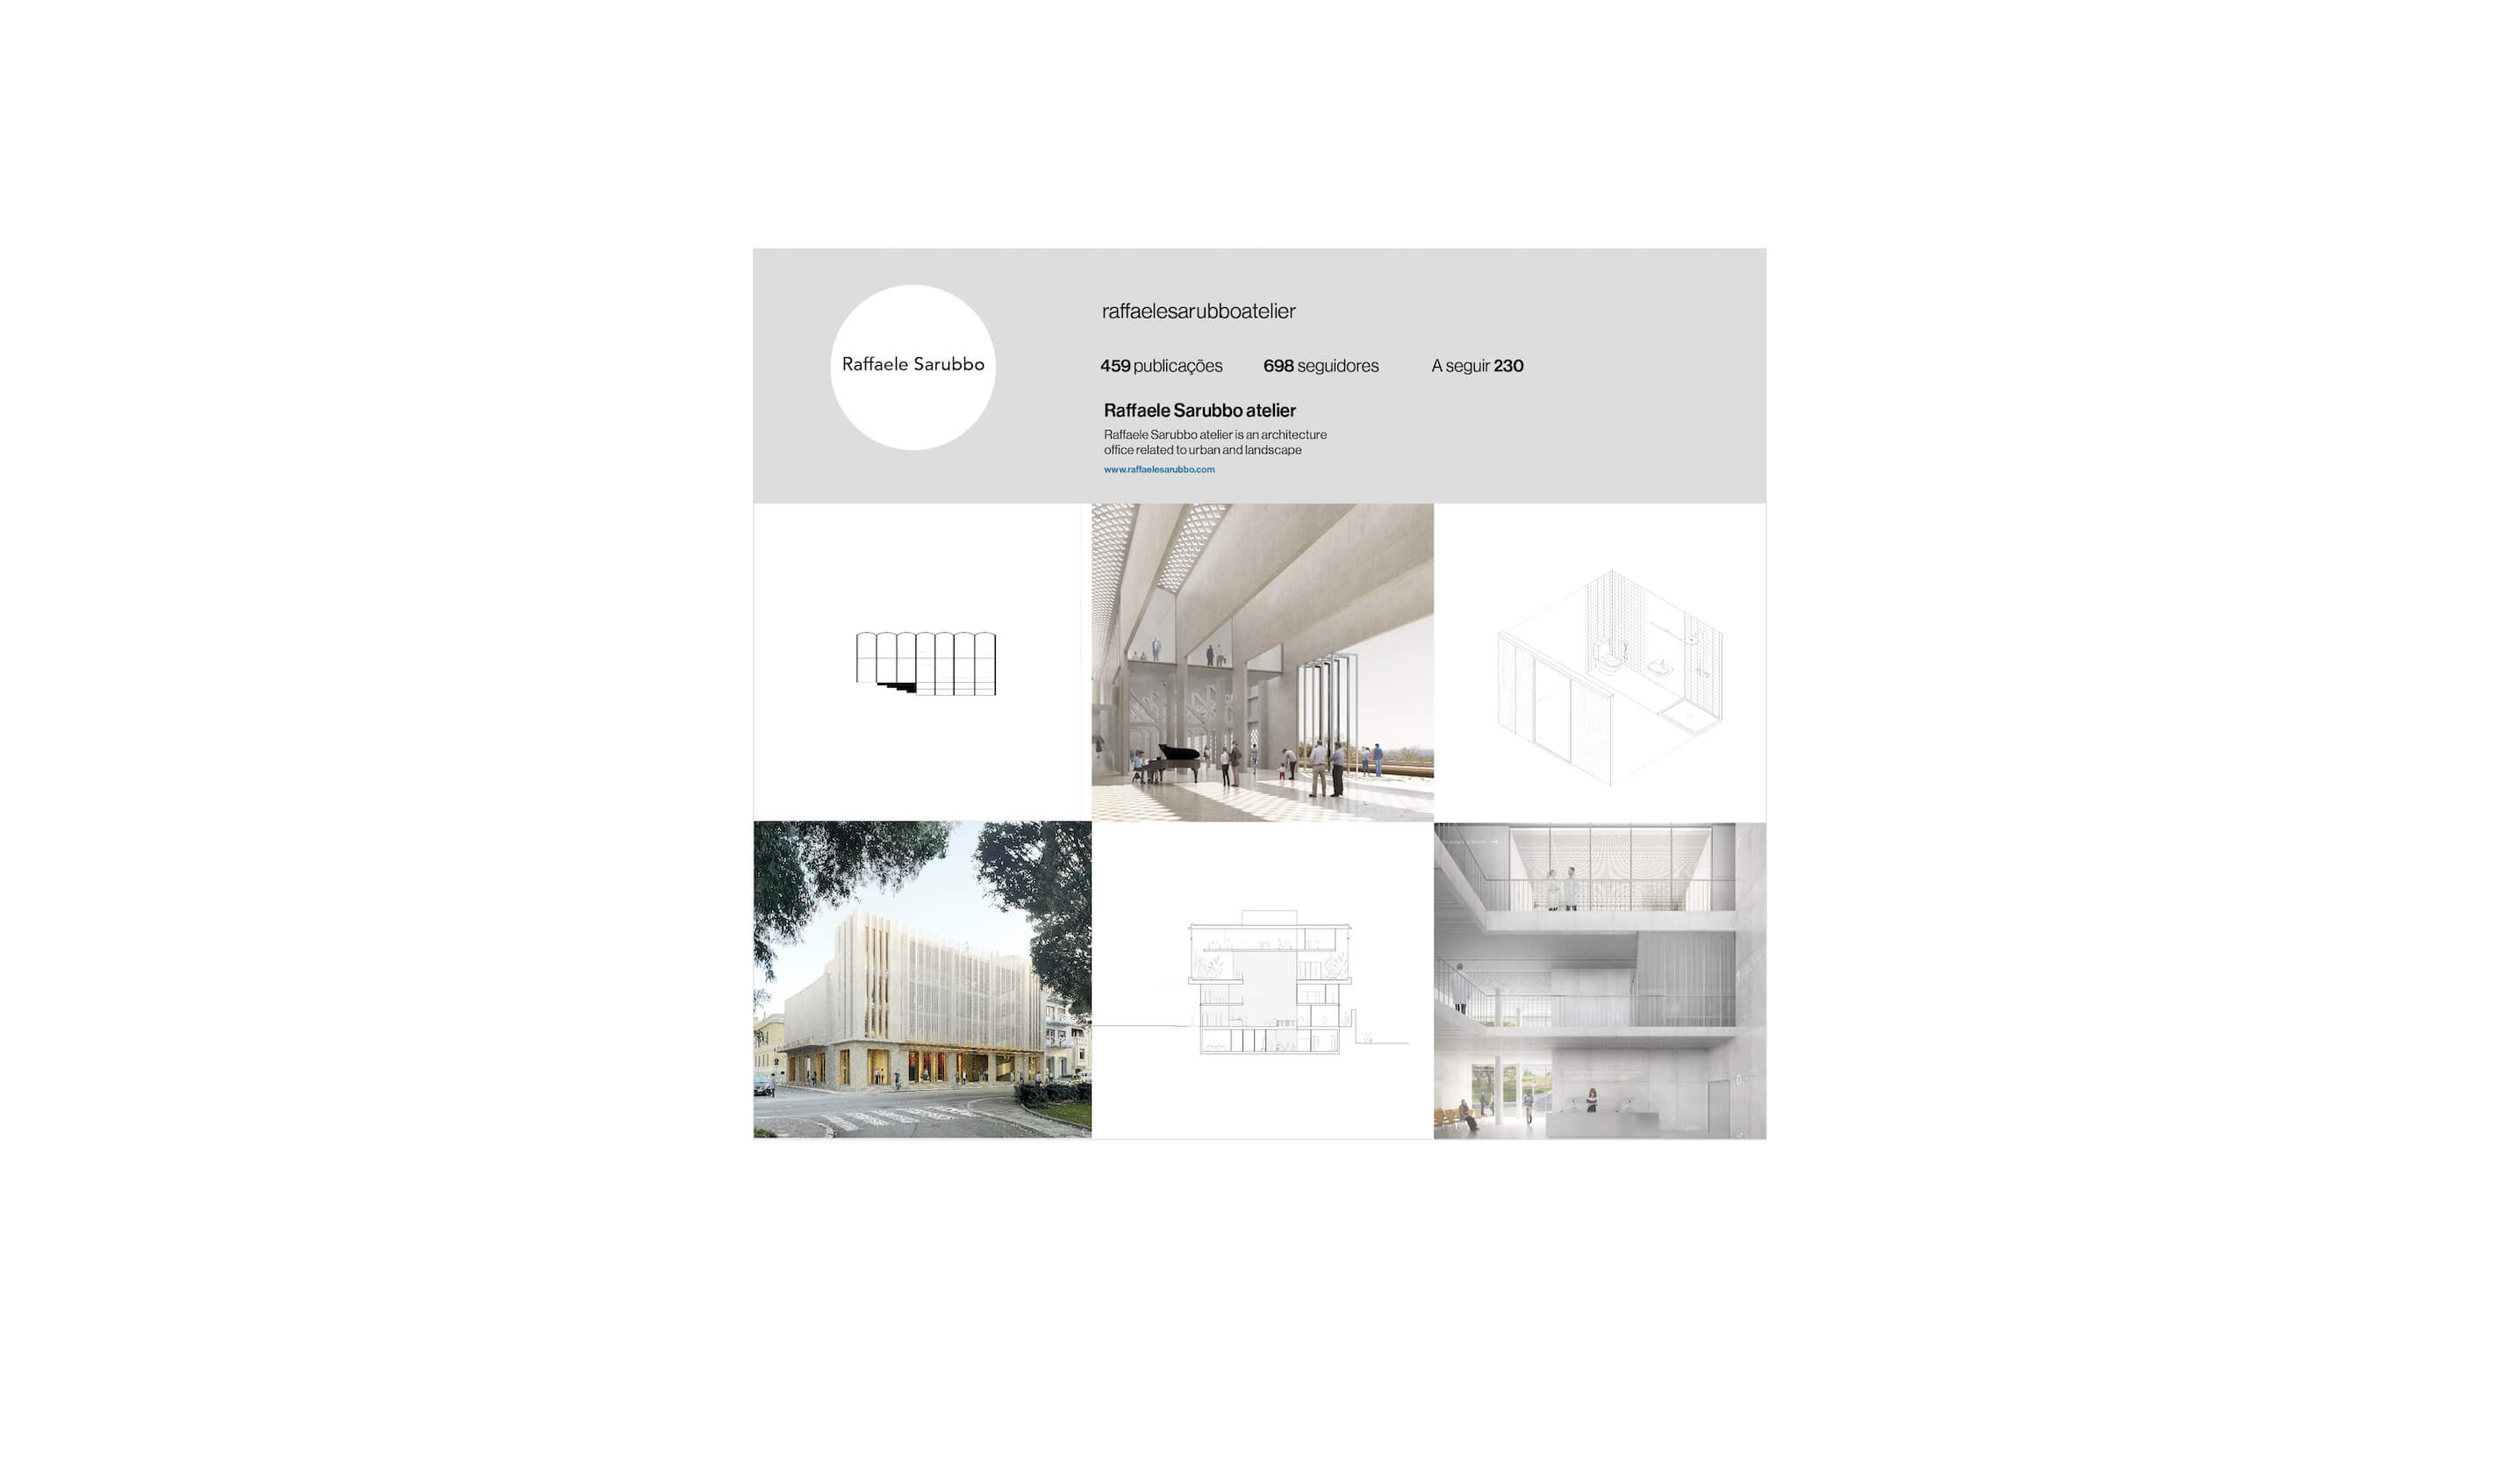 Raffaele Sarubbo
raffaelesarubboatelier
459 publicações 698 seguidores A seguir 230
Raffaele Sarubbo atelier
Raffaele Sarubbo atelier is an architecture
office related to urban and landscape
www.raffaelesarubbo.com